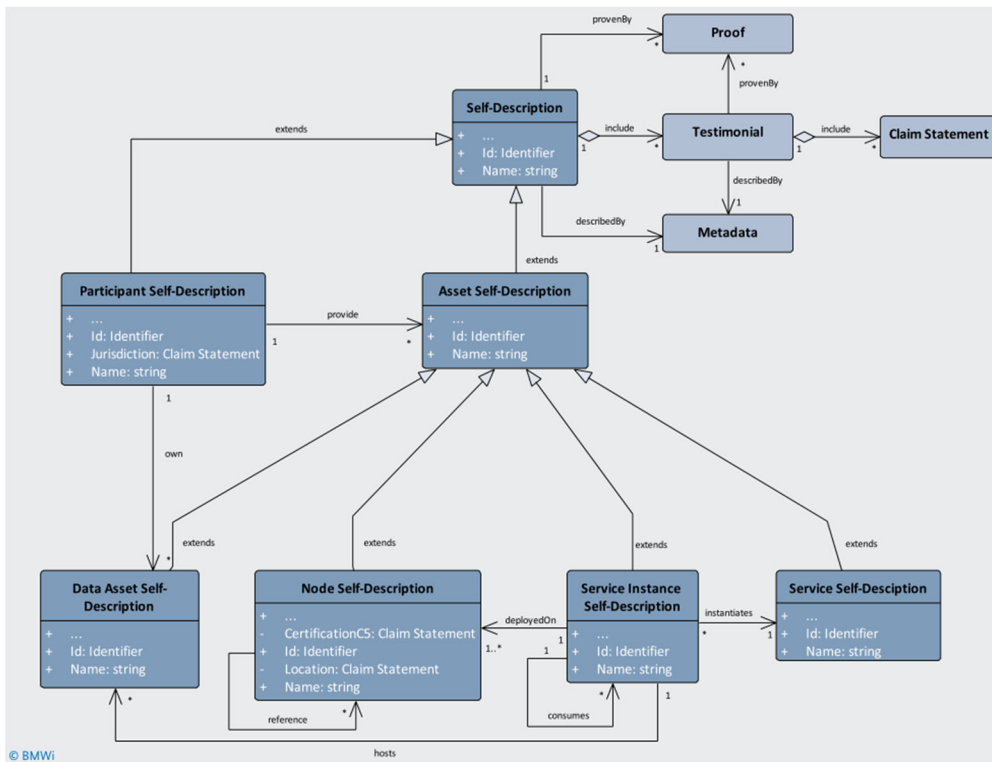 provenBy
Proof
*
1
*
provenBy
Self-Description
+ ...
+ Id: Identifier
+ Name: string
extends
include
1
*
Testimonial
include
1
*
Claim Statement
describedBy
1
describedBy
1
Metadata
extends
Participant Self-Description
+ ...
+ Id: Identifier
+ Jurisdiction: Claim Statement
+ Name: string
provide
1
*
Asset Self-Description
+ ...
+ Id: Identifier
+ Name: string
1
own
*
extends
extends
extends
extends
Data Asset Self-
Description
+ ...
+ Id: Identifier
+ Name: string
*
Node Self-Description
+ ...
- CertificationC5: Claim Statement
+ Id: Identifier
- Location: Claim Statement
+ Name: string
reference
*
deployedOn
1..*
1
Service Instance
Self-Description
+ ...
+ Id: Identifier
+ Name: string
1
*
consumes
1
hosts
instantiates
*
1
Service Self-Desciption
+ ...
+ Id: Identifier
+ Name: string
© BMWi